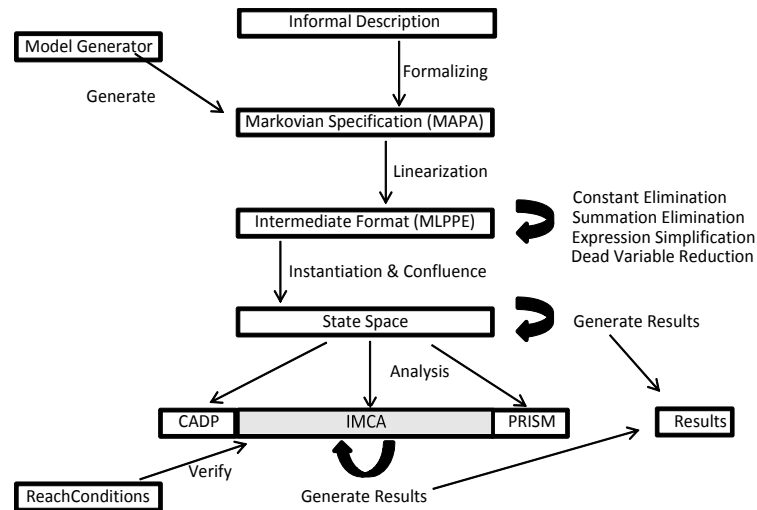 Informal Description
Model Generator
Formalizing
Generate
Markovian Specification (MAPA)
Linearization
Intermediate Format (MLPPE)
Constant Elimination
Summation Elimination
Expression Simplification
Dead Variable Reduction
Instantiation & Confluence
State Space
Generate Results
Analysis
CADP
IMCA
PRISM
Results
Verify
ReachConditions
Generate Results